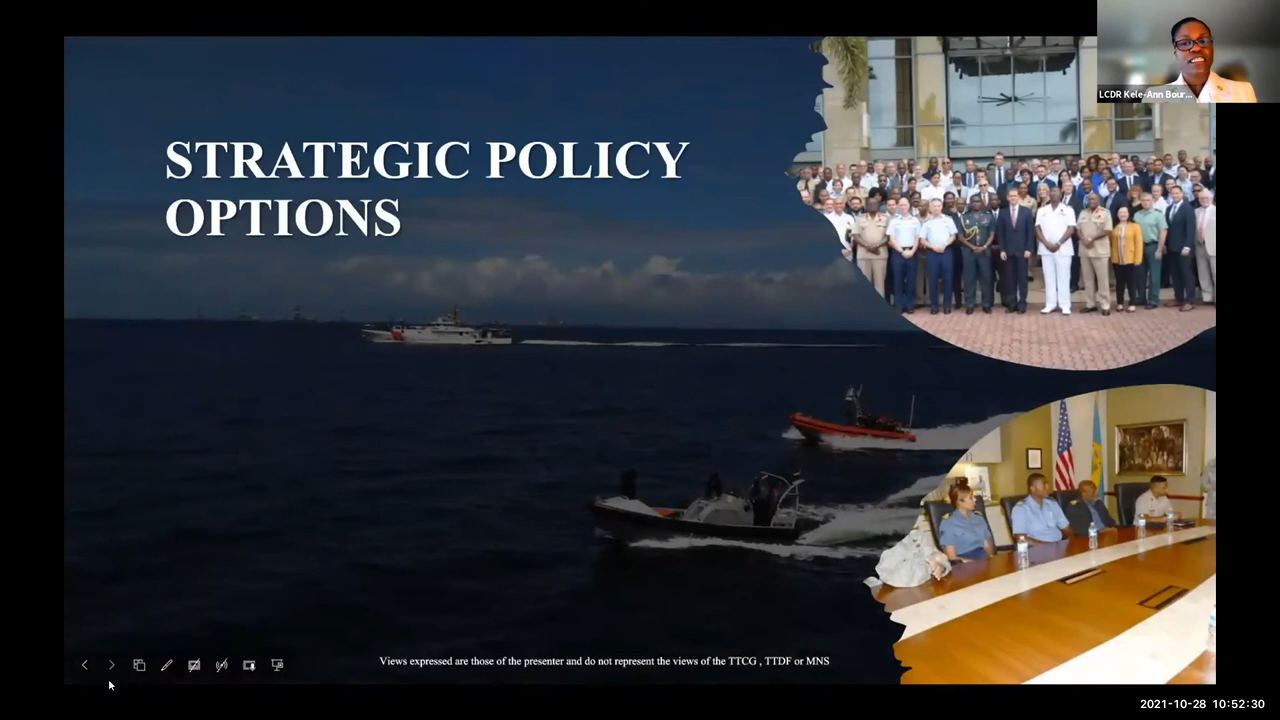 LCDR Kele-Ann Bour...
STRATEGIC POLICY
OPTIONS
Views expressed are those of the presenter and do not represent the views of the TTCG , TTDF or MNS
2021-10-28 10:52:30